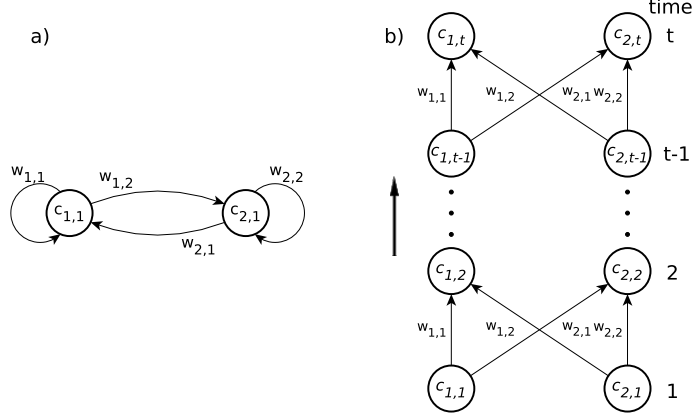 a)
w1,1
w1,2
w2,2
c1,1
c2,1
w2,1
b)
time
c1,t
c2,t
t
w1,1
w1,2
w2,1
w2,2
c1,t-1
c2,t-1
t-1
c1,2
c2,2
2
w1,1
w1,2
w2,1
w2,2
c1,1
c2,1
1